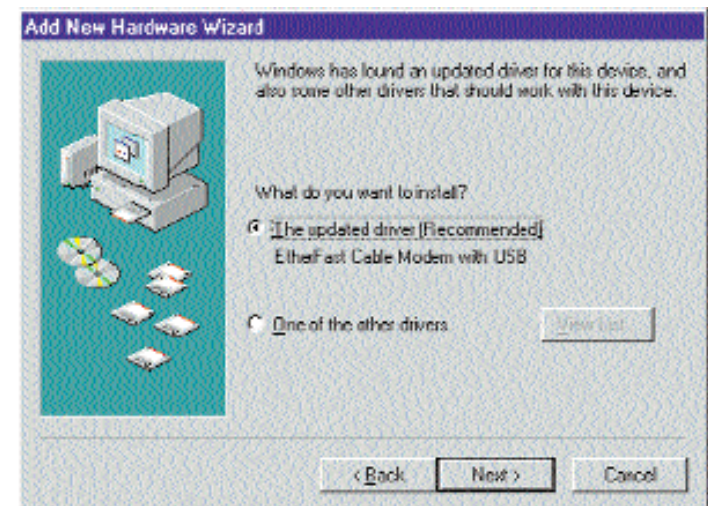 Add New Hardware Wizard
Windows has found an updated driver for this device, and
also some other drivers that should work with this device.
What do you want to install?
The updated driver (Recommended)
EtherFast Cable Modem with USB
One of the other drivers
View List...
< Back
Next >
Cancel